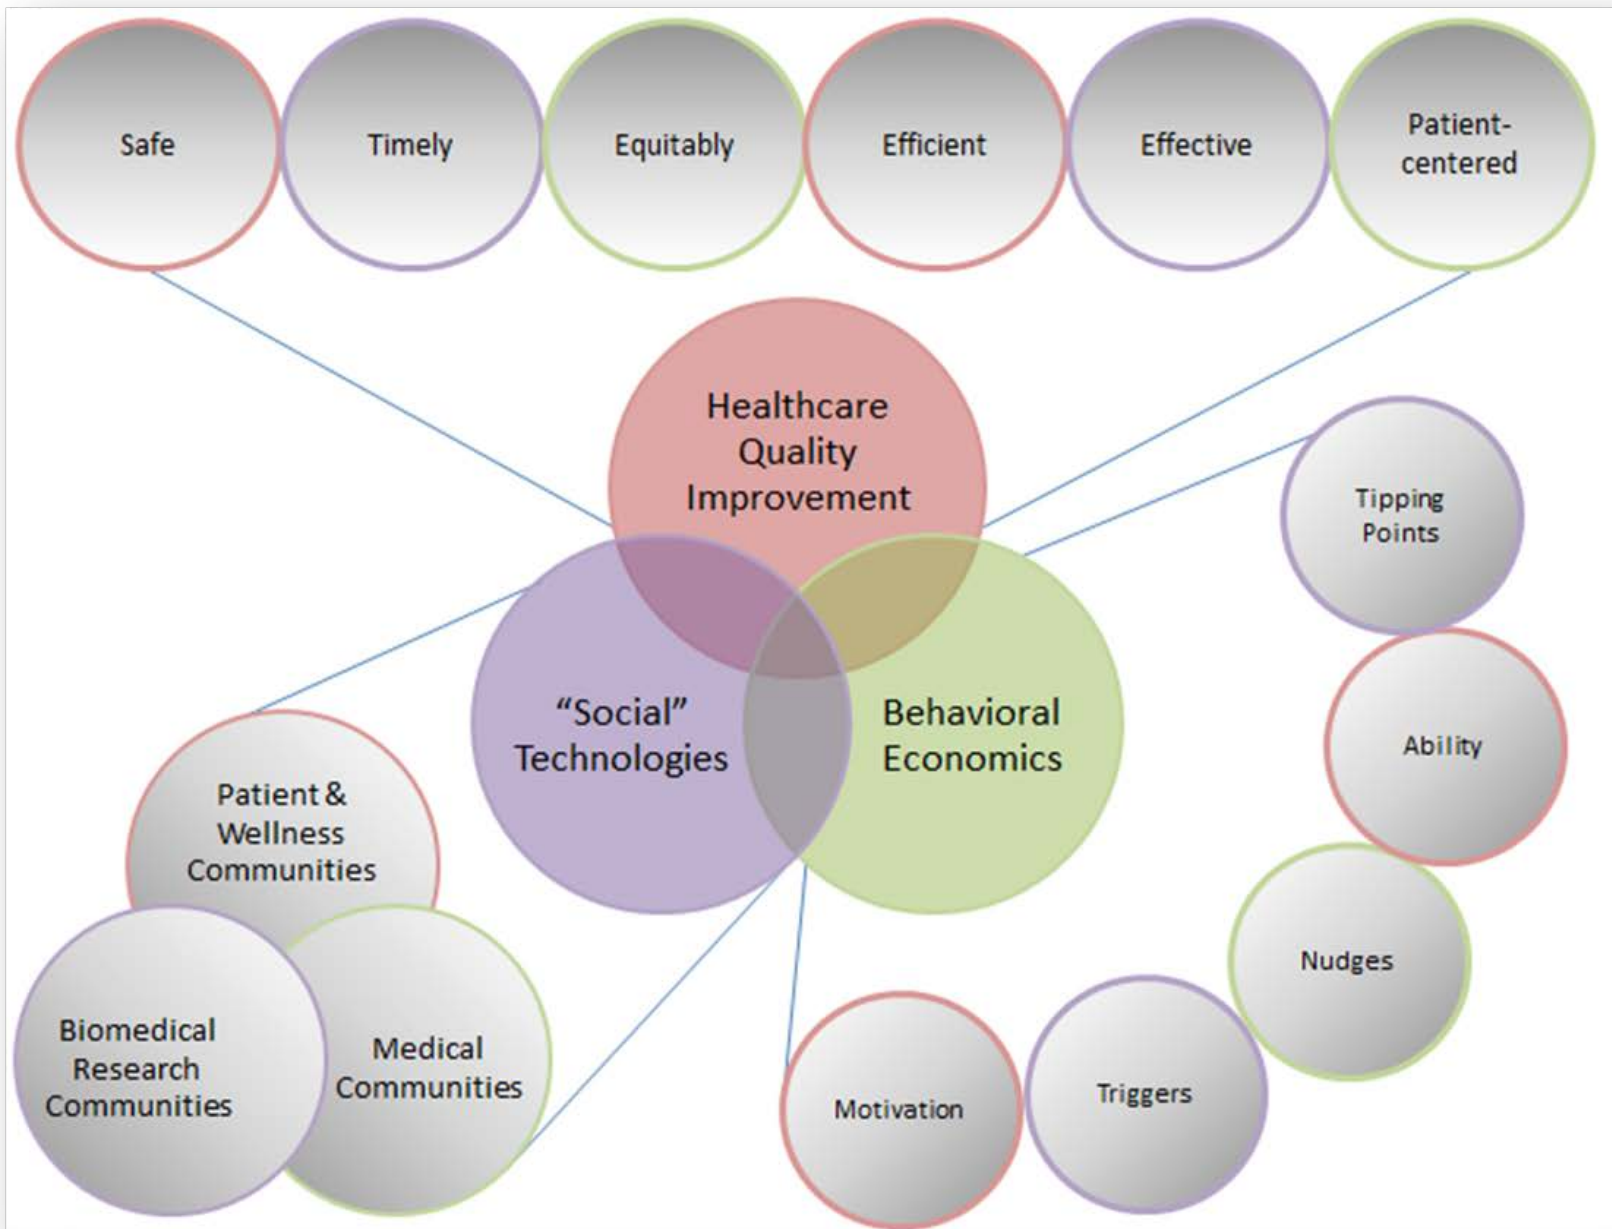 Safe
Timely
Equitably
Efficient
Effective
Patient-
centered
Healthcare
Quality
Improvement
Tipping
Points
“Social”
Technologies
Behavioral
Economics
Ability
Patient &
Wellness
Communities
Nudges
Biomedical
Research
Communities
Medical
Communities
Motivation
Triggers